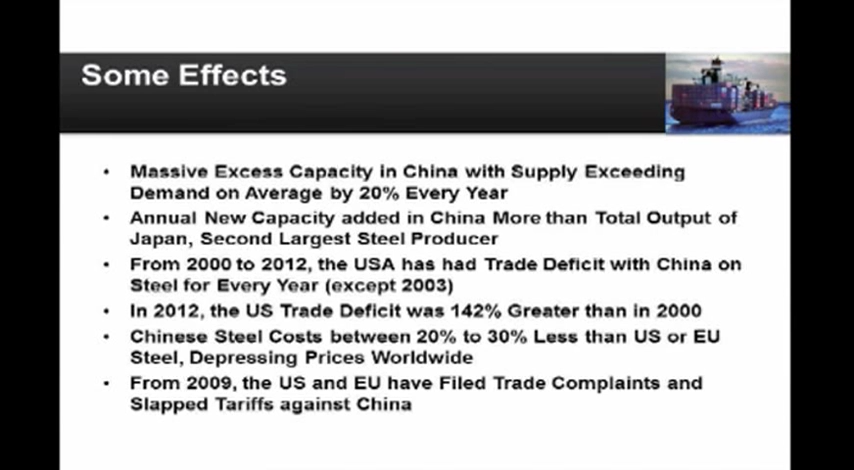 Some Effects
• Massive Excess Capacity in China with Supply Exceeding
Demand on Average by 20% Every Year
• Annual New Capacity added in China More than Total Output of
Japan, Second Largest Steel Producer
• From 2000 to 2012, the USA has had Trade Deficit with China on
Steel for Every Year (except 2003)
• In 2012, the US Trade Deficit was 142% Greater than in 2000
• Chinese Steel Costs between 20% to 30% Less than US or EU
Steel, Depressing Prices Worldwide
• From 2009, the US and EU have Filed Trade Complaints and
Slapped Tariffs against China